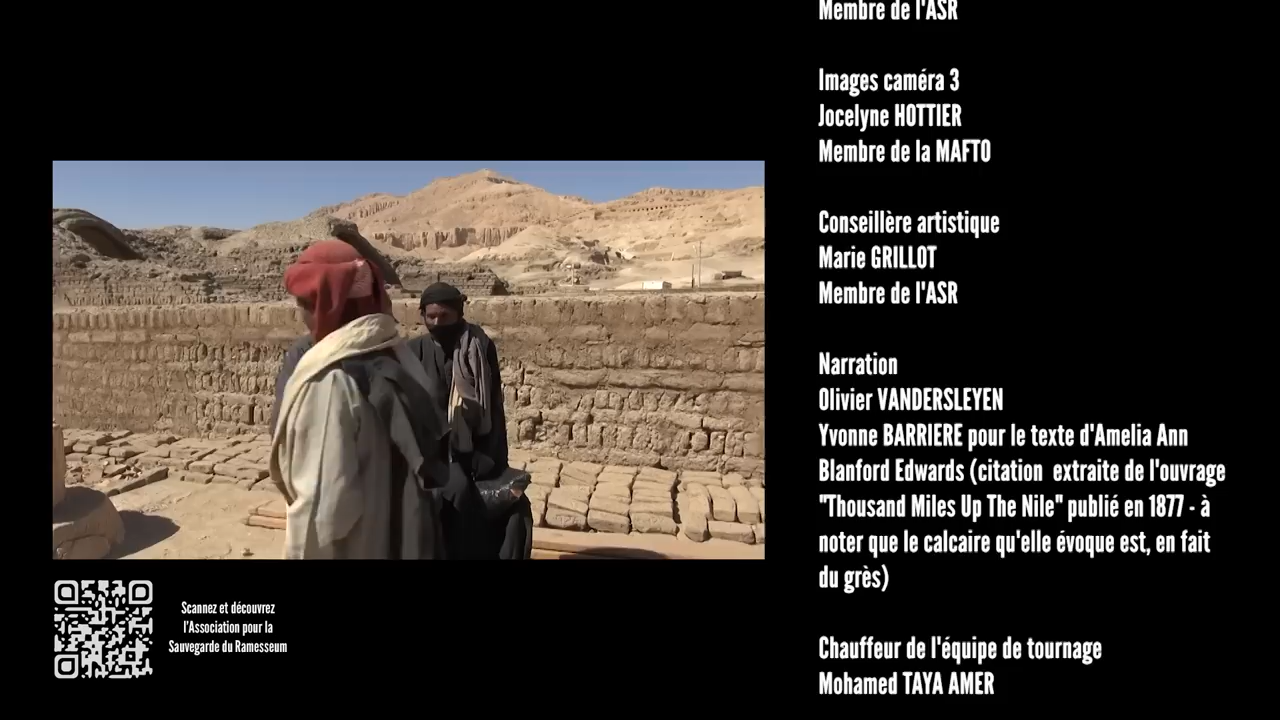 Membre de l'ASR
Images caméra 3
Jocelyne HOTTIER
Membre de la MAFTO
Conseillère artistique
Marie GRILLOT
Membre de l'ASR
Narration
Olivier VANDERSLEYEN
Yvonne BARRIERE pour le texte d'Amelia Ann
Blanford Edwards (citation  extraite de l'ouvrage
"Thousand Miles Up The Nile" publié en 1877 - à
noter que le calcaire qu'elle évoque est, en fait
du grès)
Chauffeur de l'équipe de tournage
Mohamed TAYA AMER
Scannez et découvrez
l'Association pour la
Sauvegarde du Ramesseum